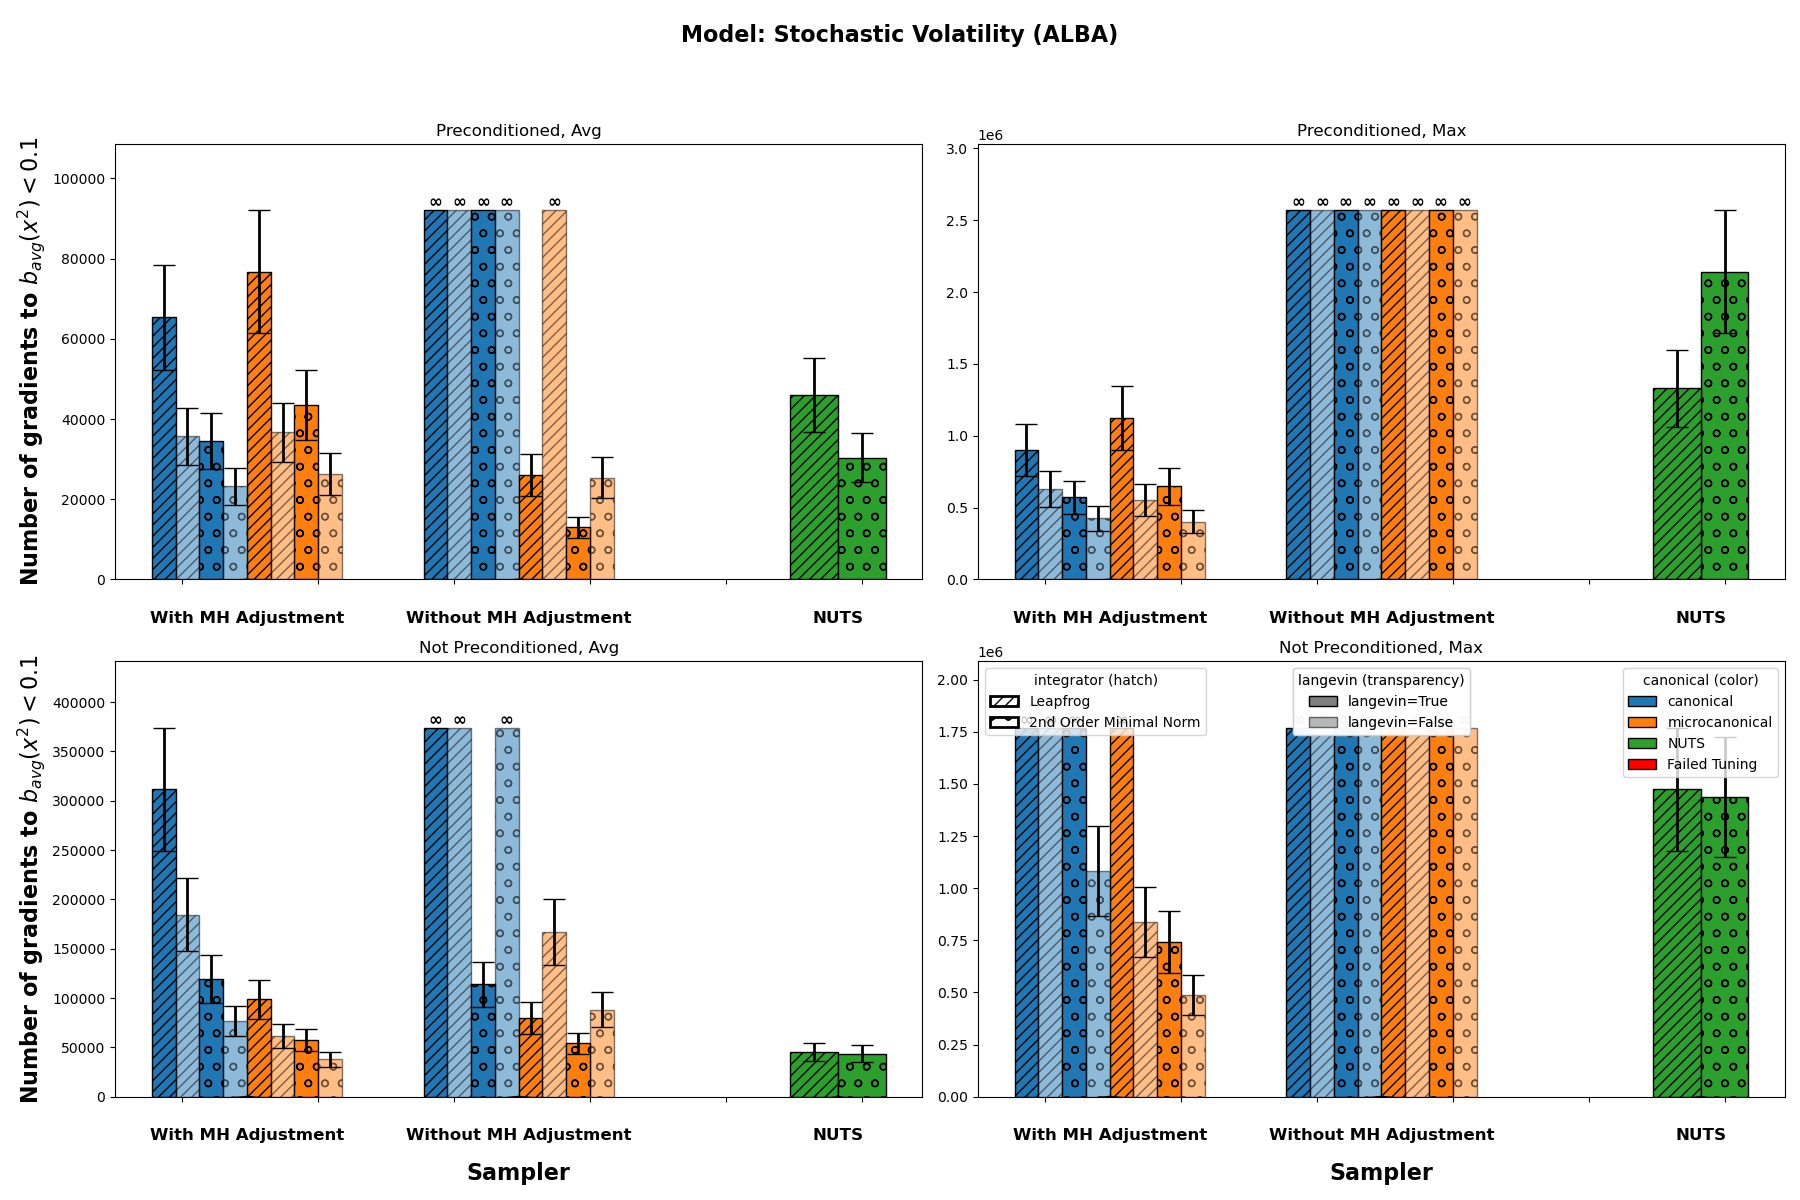 Model: Stochastic Volatility (ALBA)
Preconditioned, Avg
Number of gradients to b_avg(x²) < 0.1
100000
80000
60000
40000
20000
0
∞ ∞ ∞ ∞ ∞
With MH Adjustment Without MH Adjustment NUTS
Preconditioned, Max
1e6
3.0
2.5
2.0
1.5
1.0
0.5
0.0
∞ ∞ ∞ ∞ ∞ ∞ ∞ ∞
With MH Adjustment Without MH Adjustment NUTS
Not Preconditioned, Avg
Number of gradients to b_avg(x²) < 0.1
400000
350000
300000
250000
200000
150000
100000
50000
0
∞ ∞ ∞
With MH Adjustment Without MH Adjustment NUTS
Sampler
Not Preconditioned, Max
1e6
2.00
1.75
1.50
1.25
1.00
0.75
0.50
0.25
0.00
integrator (hatch)
Leapfrog
2nd Order Minimal Norm
langevin (transparency)
langevin=True
langevin=False
canonical (color)
canonical
microcanonical
NUTS
Failed Tuning
With MH Adjustment Without MH Adjustment NUTS
Sampler